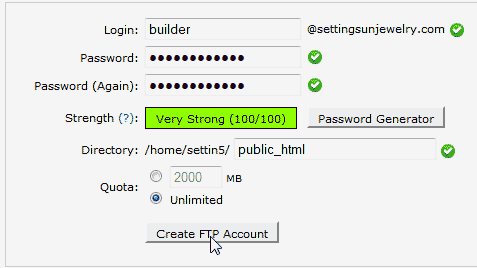 Login: builder @settingsunjewelry.com
Password: ●●●●●●●●●●●●
Password (Again): ●●●●●●●●●●●●
Strength (?): Very Strong (100/100) Password Generator
Directory: /home/settin5/ public_html
Quota: 2000 MB
Unlimited
Create FTP Account